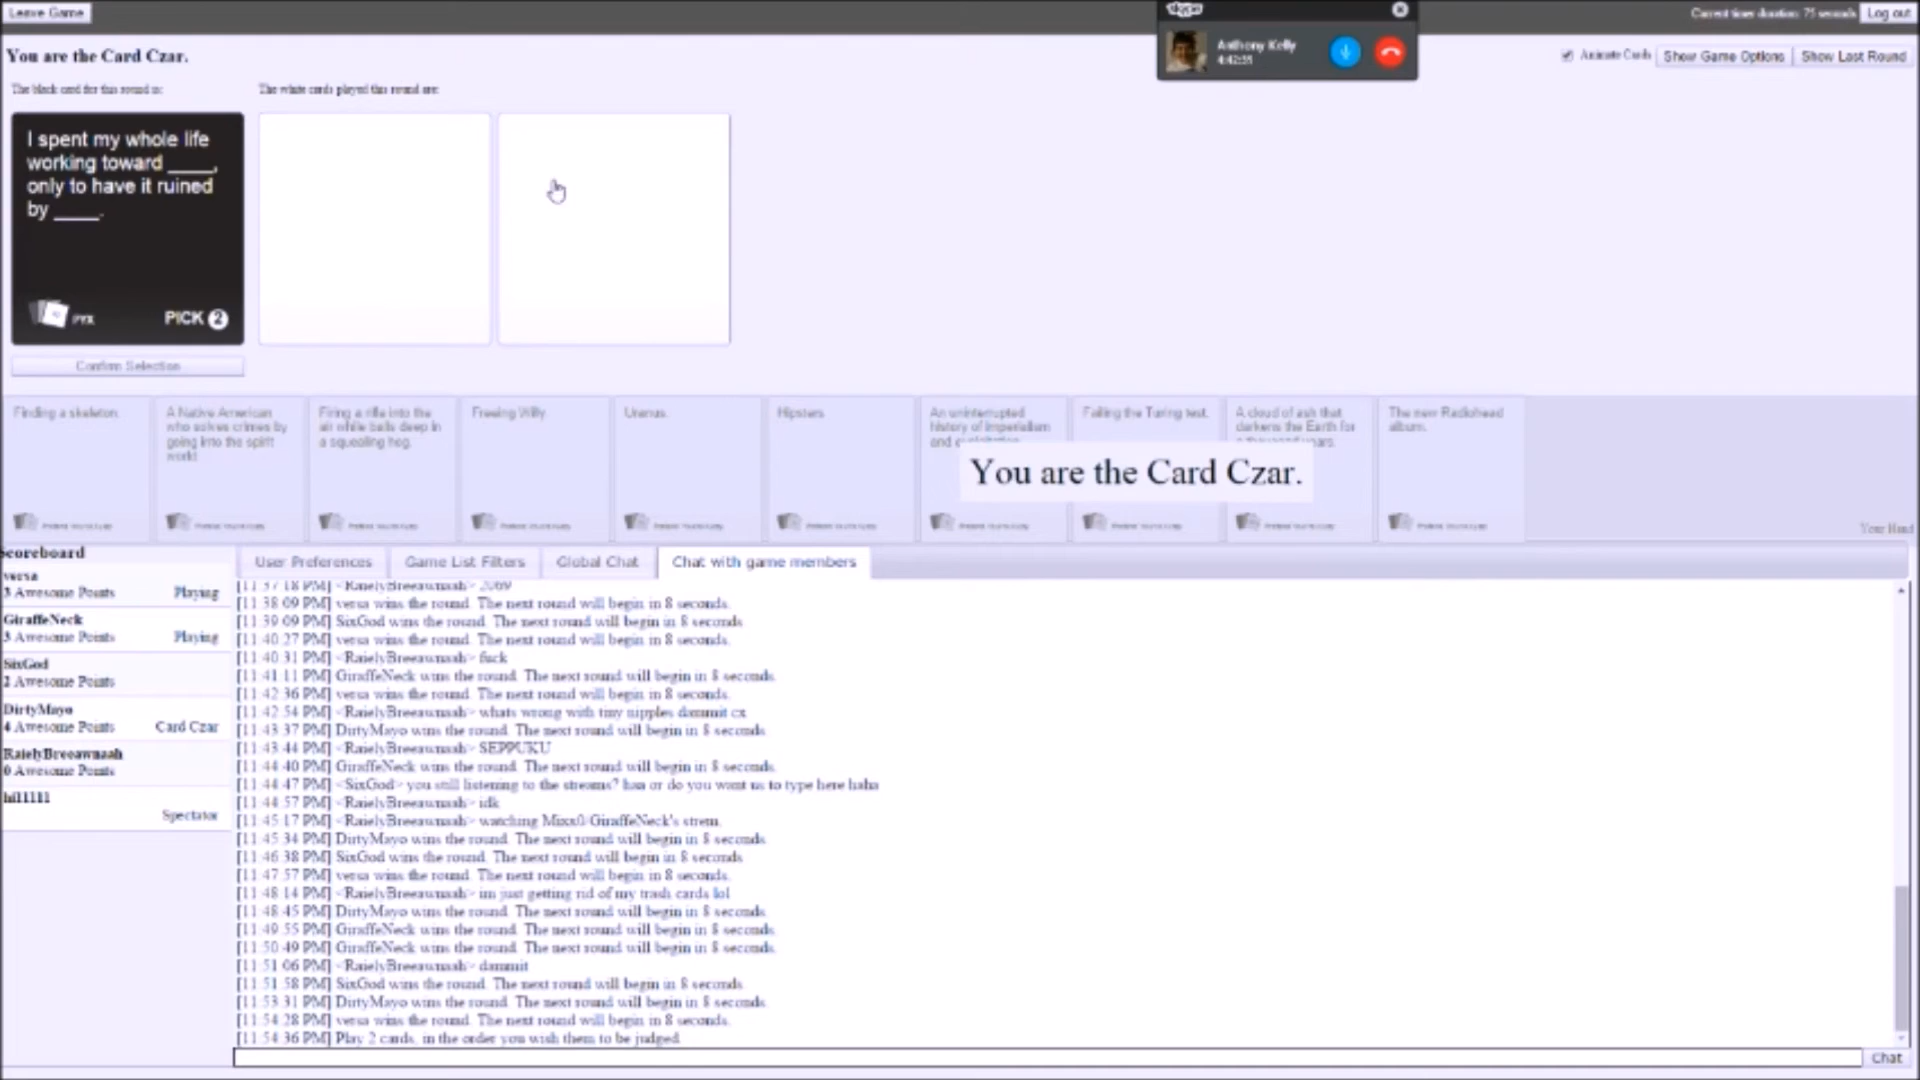 Leave Game
skype
Current timer duration: 75 seconds
Log out
You are the Card Czar.
Anthony Kelly
4:42:51
Animate Cards
Show Game Options
Show Last Round
The black card for this round is:
The white cards played this round are:
I spent my whole life
working toward ____,
only to have it ruined
by ____.
PYX
PICK 2
Confirm Selection
Finding a skeleton.
A Native American
who solves crimes by
going into the spirit
world.
Firing a rifle into the
air while balls deep in
a squealing hog.
Freeing Willy.
Uranus.
Hipsters.
An uninterrupted
history of imperialism
and
Failing the Turing test.
A cloud of ash that
darkens the Earth for
years.
The new Radiohead
album.
You are the Card Czar.
Your Hand
Scoreboard
versa
3 Awesome Points
Playing
GiraffeNeck
3 Awesome Points
Playing
SixGod
2 Awesome Points
DirtyMayo
4 Awesome Points
Card Czar
RaielyBreeawnaah
0 Awesome Points
hi11111
Spectator
User Preferences
Game List Filters
Global Chat
Chat with game members
[11:37:18 PM] <RaielyBreeawnaah> 2069
[11:38:09 PM] versa wins the round. The next round will begin in 8 seconds.
[11:39:09 PM] SixGod wins the round. The next round will begin in 8 seconds.
[11:40:27 PM] versa wins the round. The next round will begin in 8 seconds.
[11:40:31 PM] <RaielyBreeawnaah> fuck
[11:41:11 PM] GiraffeNeck wins the round. The next round will begin in 8 seconds.
[11:42:36 PM] versa wins the round. The next round will begin in 8 seconds.
[11:42:54 PM] <RaielyBreeawnaah> whats wrong with tiny nipples dammit cx
[11:43:37 PM] DirtyMayo wins the round. The next round will begin in 8 seconds.
[11:43:44 PM] <RaielyBreeawnaah> SEPPUKU
[11:44:40 PM] GiraffeNeck wins the round. The next round will begin in 8 seconds.
[11:44:47 PM] <SixGod> you still listening to the streams? haa or do you want us to type here haha
[11:44:57 PM] <RaielyBreeawnaah> idk
[11:45:17 PM] <RaielyBreeawnaah> watching Mixx0/GiraffeNeck's strem.
[11:45:34 PM] DirtyMayo wins the round. The next round will begin in 8 seconds.
[11:46:38 PM] SixGod wins the round. The next round will begin in 8 seconds.
[11:47:57 PM] versa wins the round. The next round will begin in 8 seconds.
[11:48:14 PM] <RaielyBreeawnaah> im just getting rid of my trash cards lol
[11:48:45 PM] DirtyMayo wins the round. The next round will begin in 8 seconds.
[11:49:55 PM] GiraffeNeck wins the round. The next round will begin in 8 seconds.
[11:50:49 PM] GiraffeNeck wins the round. The next round will begin in 8 seconds.
[11:51:06 PM] <RaielyBreeawnaah> dammit
[11:51:58 PM] SixGod wins the round. The next round will begin in 8 seconds.
[11:53:31 PM] DirtyMayo wins the round. The next round will begin in 8 seconds.
[11:54:28 PM] versa wins the round. The next round will begin in 8 seconds.
[11:54:36 PM] Play 2 cards, in the order you wish them to be judged.
Chat